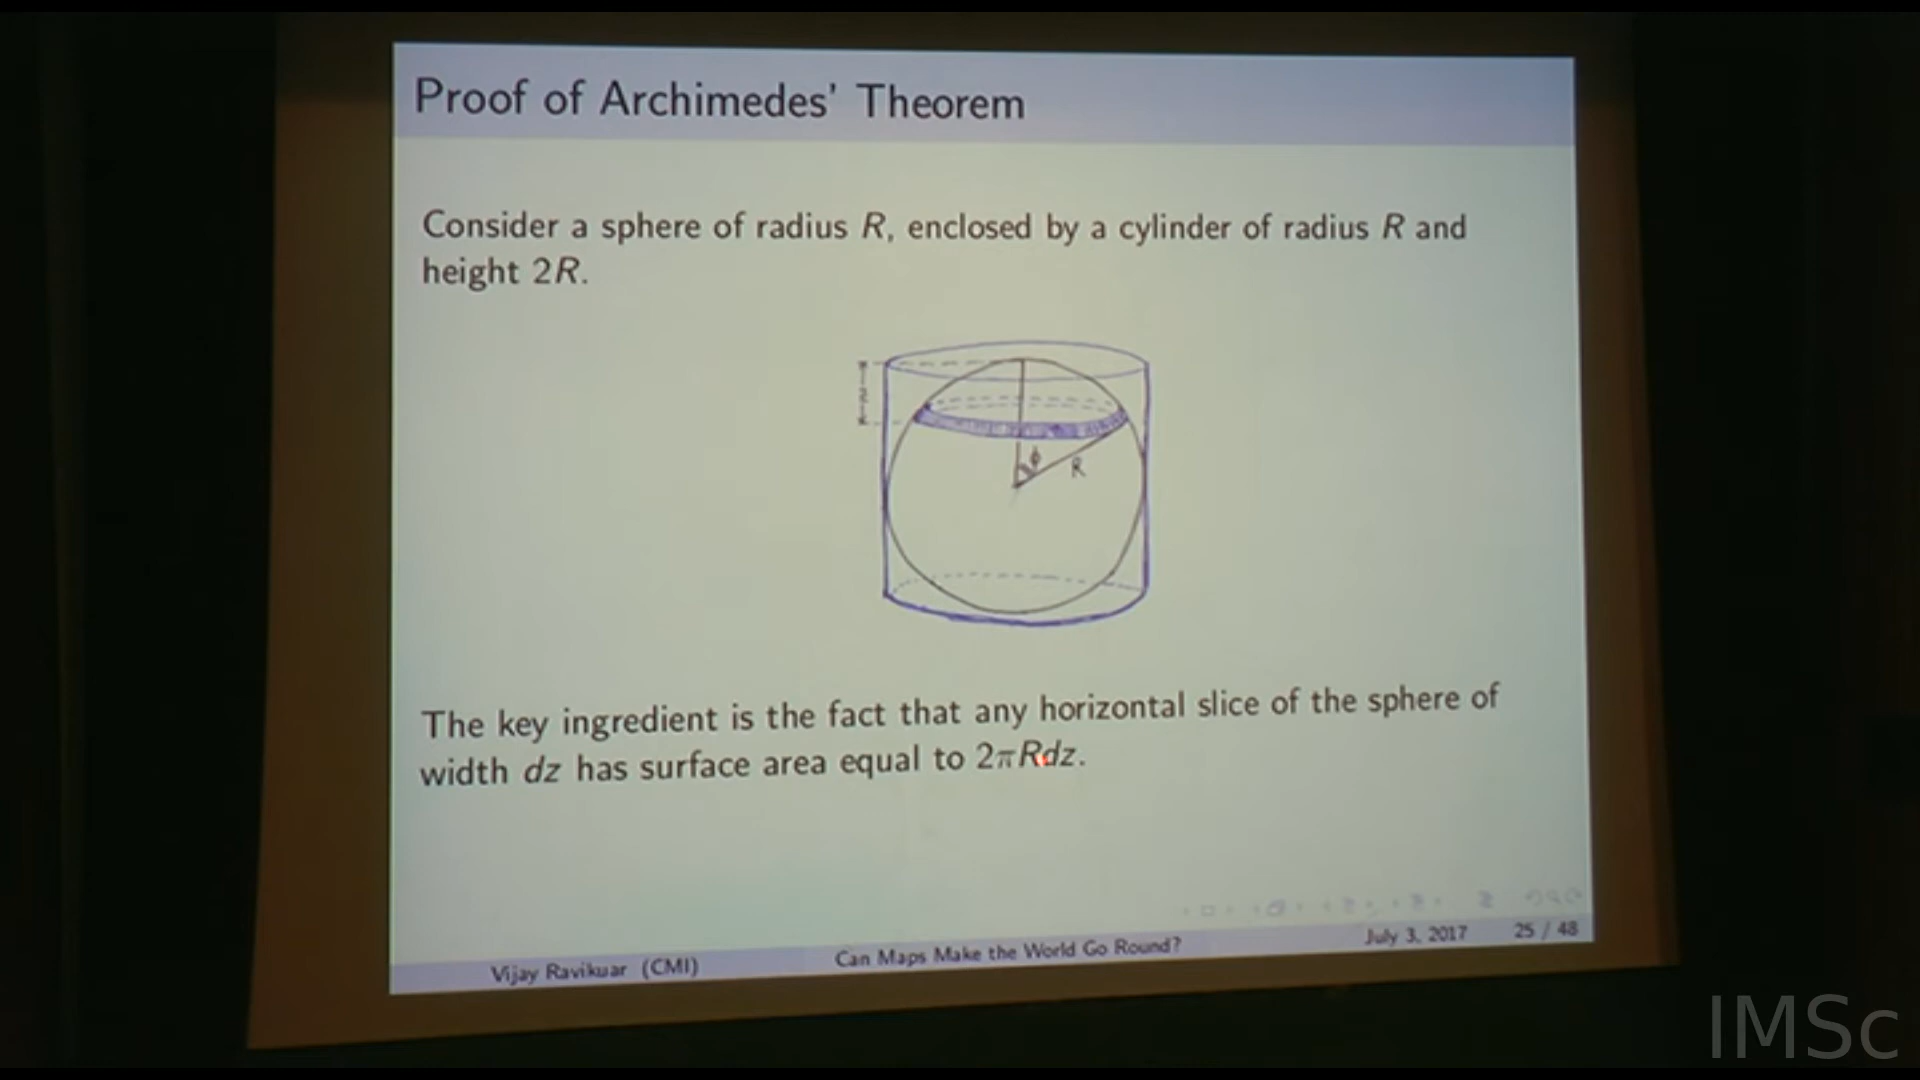 Proof of Archimedes' Theorem
Consider a sphere of radius R, enclosed by a cylinder of radius R and
height 2R.
z
ϕ
R
The key ingredient is the fact that any horizontal slice of the sphere of
width dz has surface area equal to 2πRdz.
Vijay Ravikuar (CMI)
Can Maps Make the World Go Round?
July 3, 2017
25 / 48
IMSc